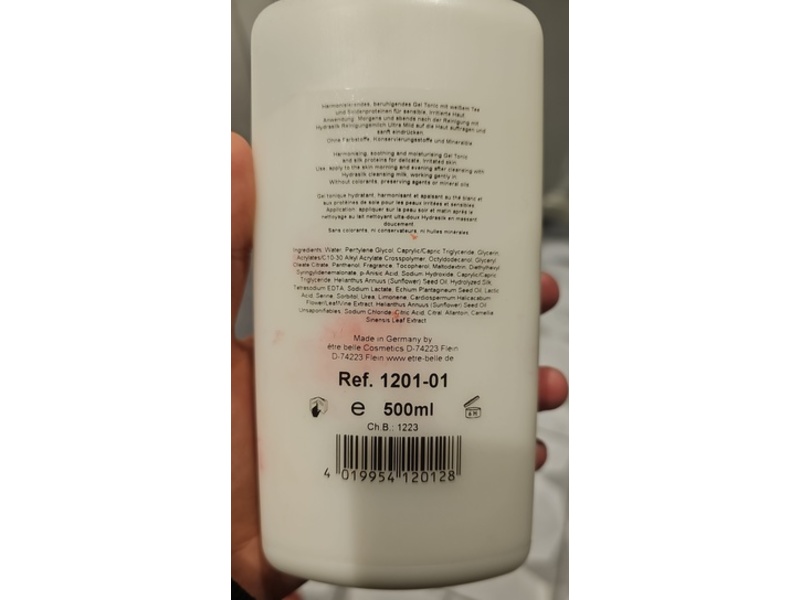 Harmonisierendes, beruhigendes Gel Tonic mit weißem Tee
und Seidenproteinen für sensible, irritierte Haut
Anwendung: Morgens und abends nach der Reinigung mit
Hydrasilk Reinigungsmilch Ultra Mild auf die Haut auftragen und
sanft eindrücken
Ohne Farbstoffe, Konservierungsstoffe und Mineralöle
Harmonising, soothing and moisturising Gel Tonic
and silk proteins for delicate, irritated skin
Use: apply to the skin morning and evening after cleansing with
Hydrasilk cleansing milk, working gently in.
Without colorants, preserving agents or mineral oils
Gel tonique hydratant, harmonisant et apaisant au thé blanc et
aux protéines de soie pour les peaux irritées et sensibles
Application: appliquer sur la peau soir et matin après le
nettoyage au lait nettoyant ultra doux Hydrasilk en massant
doucement
Sans colorants, ni conservateurs, ni huiles minérales
Ingredients: Water, Pentylene Glycol, Caprylic/Capric Triglyceride, Glycerin,
Acrylates/C10-30 Alkyl Acrylate Crosspolymer, Octyldodecanol, Glyceryl
Oleate Citrate, Panthenol, Fragrance, Tocopherol, Maltodextrin, Diethylhexyl
Syringylidenemalonate, p-Anisic Acid, Sodium Hydroxide, Caprylic/Capric
Triglyceride, Helianthus Annuus (Sunflower) Seed Oil, Hydrolyzed Silk,
Tetrasodium EDTA, Sodium Lactate, Echium Plantagineum Seed Oil, Lactic
Acid, Serine, Sorbitol, Urea, Limonene, Cardiospermum Halicacabum
Flower/Leaf/Vine Extract, Helianthus Annuus (Sunflower) Seed Oil
Unsaponifiables, Sodium Chloride, Citric Acid, Citral, Allantoin, Camellia
Sinensis Leaf Extract
Made in Germany by
être belle Cosmetics D-74223 Flein
D-74223 Flein www.etre-belle.de
Ref. 1201-01
e 500ml
6 M
Ch.B.: 1223
4 019954 120128